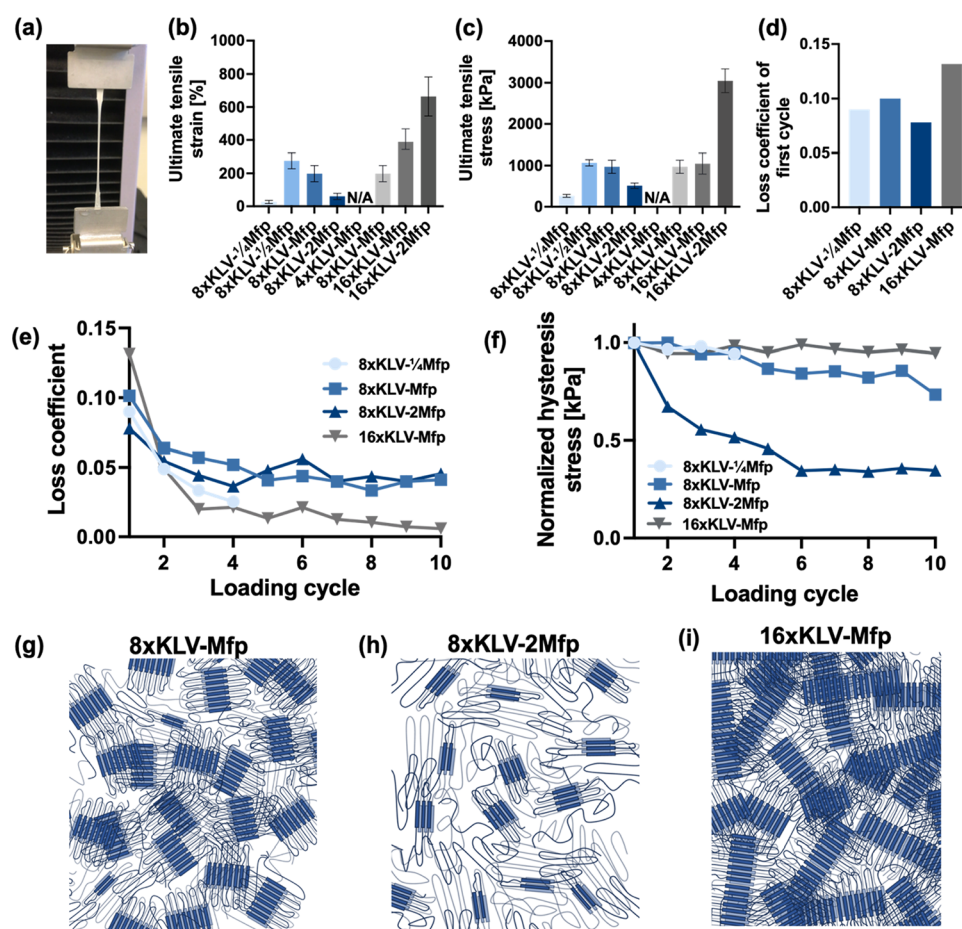 (a)
(b)
Ultimate tensile
strain [%]
1000
800
600
400
200
0
N/A
8xKLV-¼Mfp
8xKLV-½Mfp
8xKLV-Mfp
8xKLV-2Mfp
4xKLV-Mfp
8xKLV-Mfp
16xKLV-Mfp
16xKLV-2Mfp
(c)
Ultimate tensile
stress [kPa]
4000
3000
2000
1000
0
N/A
8xKLV-¼Mfp
8xKLV-½Mfp
8xKLV-Mfp
8xKLV-2Mfp
4xKLV-Mfp
8xKLV-Mfp
16xKLV-Mfp
16xKLV-2Mfp
(d)
Loss coefficient of
first cycle
0.15
0.10
0.05
0.00
8xKLV-¼Mfp
8xKLV-Mfp
8xKLV-2Mfp
16xKLV-Mfp
(e)
Loss coefficient
0.15
0.10
0.05
0.00
8xKLV-¼Mfp
8xKLV-Mfp
8xKLV-2Mfp
16xKLV-Mfp
2 4 6 8 10
Loading cycle
(f)
Normalized hysteresis
stress [kPa]
1.0
0.5
0.0
8xKLV-¼Mfp
8xKLV-Mfp
8xKLV-2Mfp
16xKLV-Mfp
2 4 6 8 10
Loading cycle
(g)
8xKLV-Mfp
(h)
8xKLV-2Mfp
(i)
16xKLV-Mfp